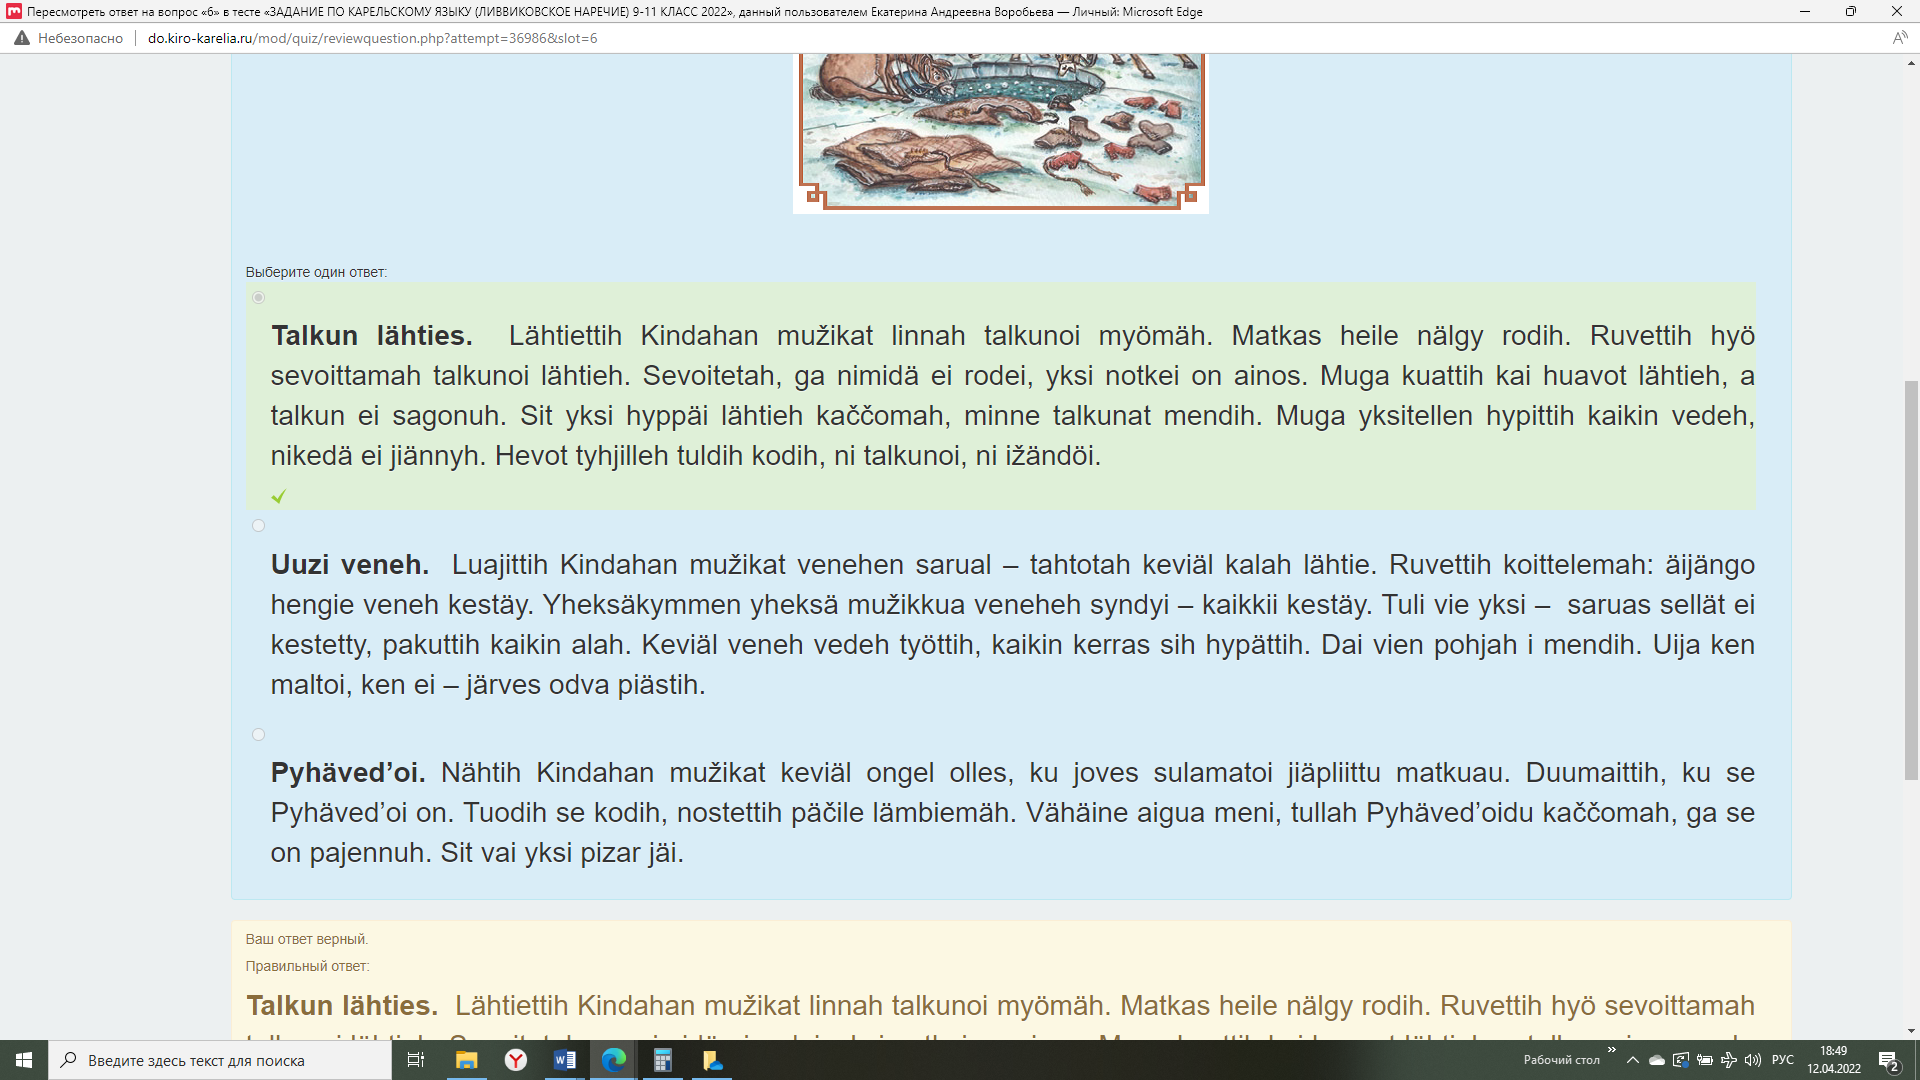 Пересмотреть ответ на вопрос «6» в тесте «ЗАДАНИЕ ПО КАРЕЛЬСКОМУ ЯЗЫКУ (ЛИВВИКОВСКОЕ НАРЕЧИЕ) 9-11 КЛАСС 2022», данный пользователем Екатерина Андреевна Воробьева — Личный: Microsoft Edge
Небезопасно do.kiro-karelia.ru/mod/quiz/reviewquestion.php?attempt=36986&slot=6
Выберите один ответ:
Talkun lähties. Lähtiettih Kindahan mužikat linnah talkunoi myömäh. Matkas heile nälgy rodih. Ruvettih hyö
sevoittamah talkunoi lähtieh. Sevoitetah, ga nimidä ei rodei, yksi notkei on ainos. Muga kuattih kai huavot lähtieh, a
talkun ei sagonuh. Sit yksi hyppäi lähtieh kaččomah, minne talkunat mendih. Muga yksitellen hypittih kaikin vedeh,
nikedä ei jiännyh. Hevot tyhjilleh tuldih kodih, ni talkunoi, ni ižändöi.
Uuzi veneh. Luajittih Kindahan mužikat venehen sarual – tahtotah keviäl kalah lähtie. Ruvettih koittelemah: äijängo
hengie veneh kestäy. Yheksäkymmen yheksä mužikkua veneheh syndyi – kaikkii kestäy. Tuli vie yksi – saruas sellät ei
kestetty, pakuttih kaikin alah. Keviäl veneh vedeh työttih, kaikin kerras sih hypättih. Dai vien pohjah i mendih. Uija ken
maltoi, ken ei – järves odva piästih.
Pyhäved’oi. Nähtih Kindahan mužikat keviäl ongel olles, ku joves sulamatoi jiäpliittu matkuau. Duumaittih, ku se
Pyhäved’oi on. Tuodih se kodih, nostettih päčile lämbiemäh. Vähäine aigua meni, tullah Pyhäved’oidu kaččomah, ga se
on pajennuh. Sit vai yksi pizar jäi.
Ваш ответ верный.
Правильный ответ:
Talkun lähties. Lähtiettih Kindahan mužikat linnah talkunoi myömäh. Matkas heile nälgy rodih. Ruvettih hyö sevoittamah
Введите здесь текст для поиска
Рабочий стол
РУС
18:49
12.04.2022
2